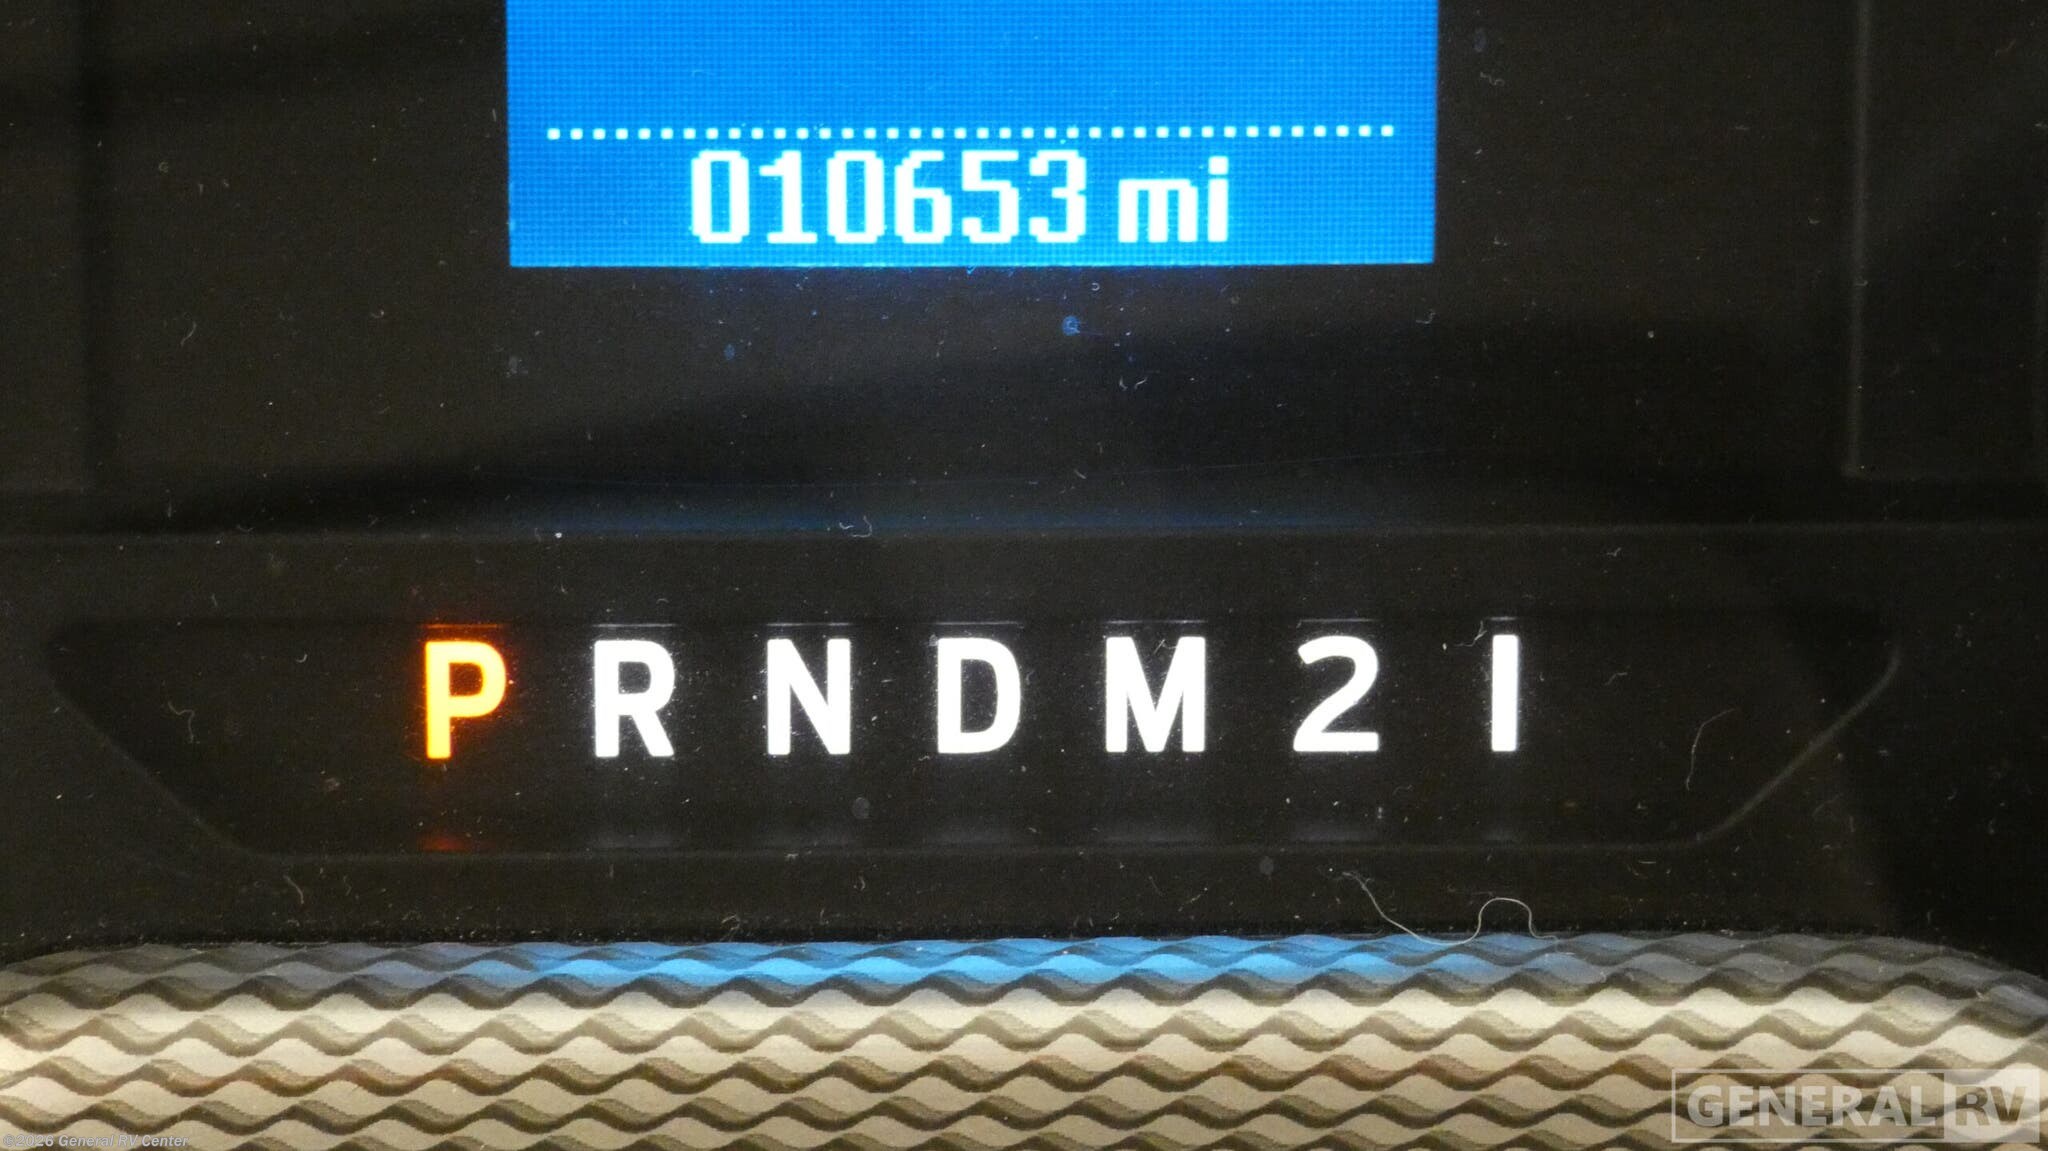 010653 mi
P R N D M 2 1
GENERAL RV
©2026 General RV Center